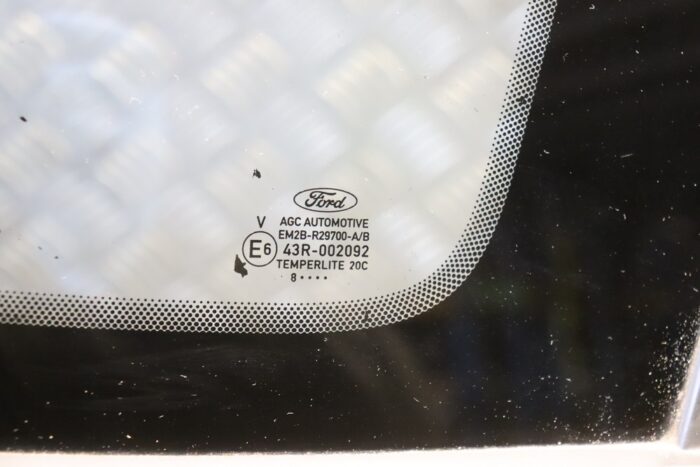 Ford
V AGC AUTOMOTIVE
EM2B-R29700-A/B
E6 43R-002092
TEMPERLITE 20C
8 ••••